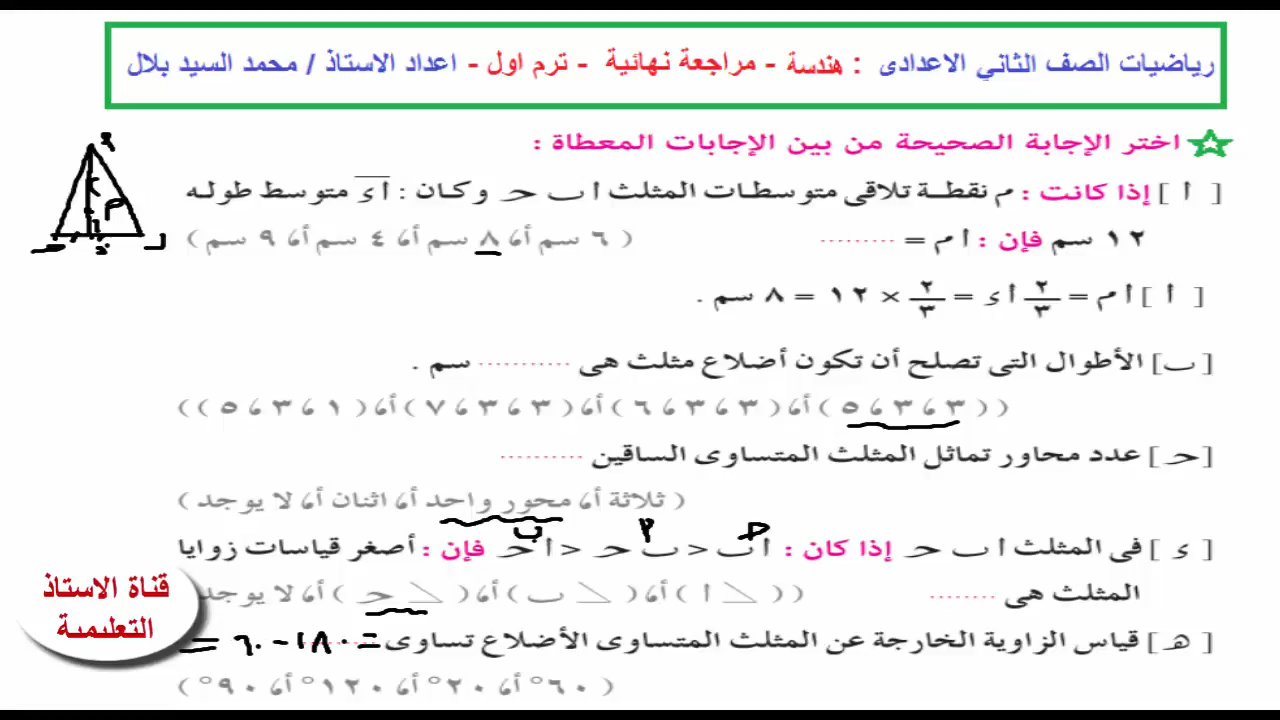 رياضيات الصف الثاني الاعدادى : هندسة - مراجعة نهائية - ترم اول - اعداد الاستاذ / محمد السيد بلال
اختر الإجابة الصحيحة من بين الإجابات المعطاة :
[ أ ] إذا كانت : م نقطة تلاقى متوسطات المثلث ا ب حـ وكان : اء متوسط طوله
١٢ سم فإن : ا م = ..........
( ٦ سم أ، ٨ سم أ، ٤ سم أ، ٩ سم )
[ أ ] ا م = ٢/٣ ا ء = ٢/٣ × ١٢ = ٨ سم .
[ب] الأطوال التى تصلح أن تكون أضلاع مثلث هى .......... سم .
(( ٣ ، ٣ ، ٥ ) أ، ( ٣ ، ٣ ، ٦ ) أ، ( ٣ ، ٣ ، ٧ ) أ، ( ١ ، ٣ ، ٥ ))
[ حـ ] عدد محاور تماثل المثلث المتساوى الساقين ..........
( ثلاثة أ، محور واحد أ، اثنان أ، لا يوجد )
[ ء ] فى المثلث ا ب حـ إذا كان : ا ب > ب حـ > ا حـ فإن : أصغر قياسات زوايا
المثلث هى ........
(( ∠ ا ) أ، ( ∠ ب ) أ، ( ∠ حـ ) أ، لا يوجد
[ هـ ] قياس الزاوية الخارجة عن المثلث المتساوى الأضلاع تساوى = ١٨٠ - ٦٠ =
( ٦٠° أ، ٢٠° أ، ١٢٠° أ، ٩٠° )
قناة الاستاذ
التعليمية